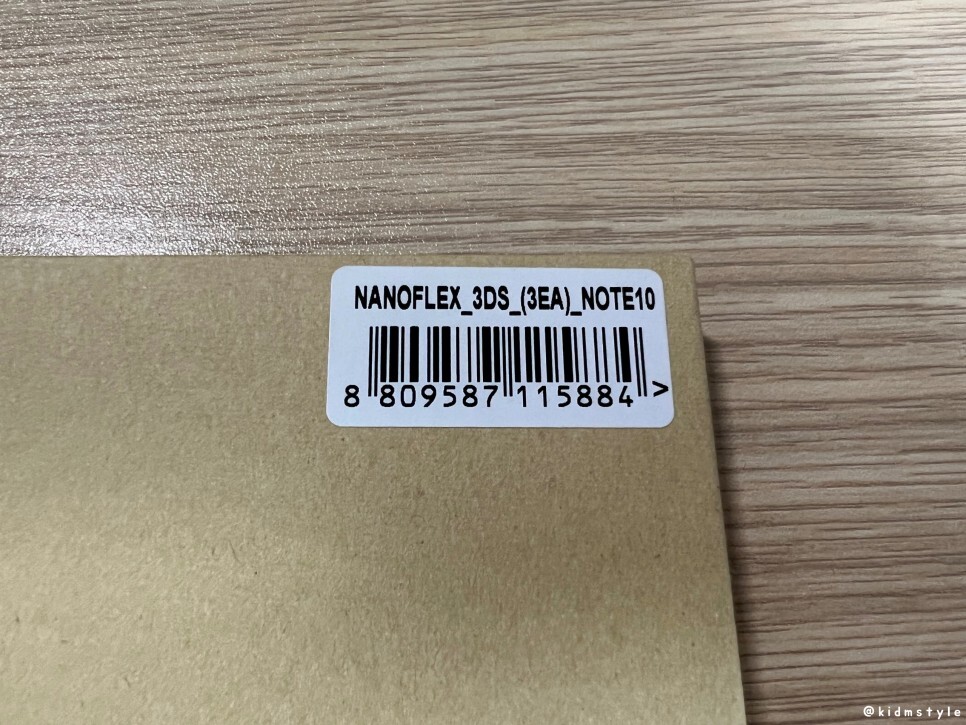 NANOFLEX_3DS_(3EA)_NOTE10
8 809587 115884 >
@kidmstyle